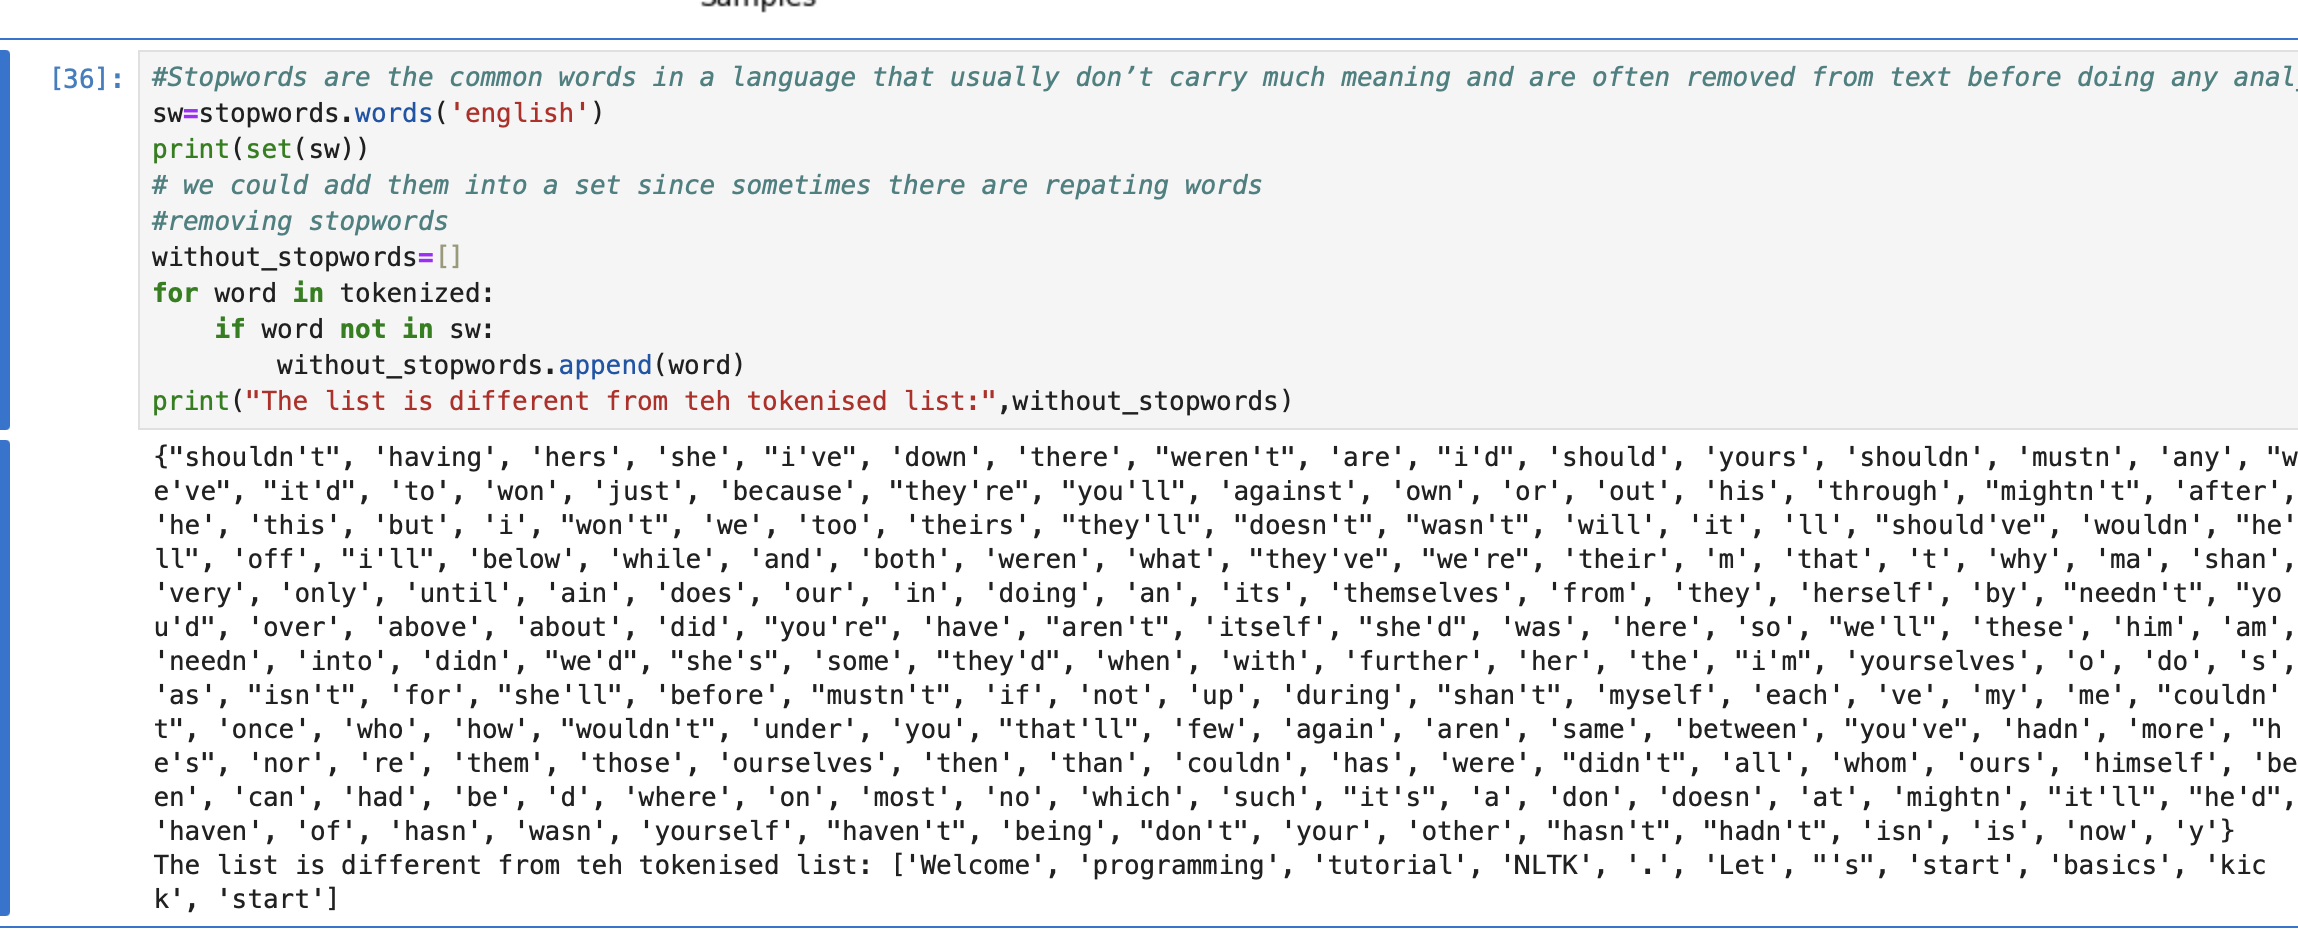 Samples
[36]:
#Stopwords are the common words in a language that usually don’t carry much meaning and are often removed from text before doing any
sw=stopwords.words('english')
print(set(sw))
# we could add them into a set since sometimes there are repating words
#removing stopwords
without_stopwords=[]
for word in tokenized:
    if word not in sw:
        without_stopwords.append(word)
print("The list is different from teh tokenised list:",without_stopwords)
{"shouldn't", 'having', 'hers', 'she', "i've", 'down', 'there', "weren't", 'are', "i'd", 'should', 'yours', 'shouldn', 'mustn', 'any', "w
e've", "it'd", 'to', 'won', 'just', 'because', "they're", "you'll", 'against', 'own', 'or', 'out', 'his', 'through', "mightn't", 'after',
'he', 'this', 'but', 'i', "won't", 'we', 'too', 'theirs', "they'll", "doesn't", "wasn't", 'will', 'it', 'll', "should've", 'wouldn', "he'
ll", 'off', "i'll", 'below', 'while', 'and', 'both', 'weren', 'what', "they've", "we're", 'their', 'm', 'that', 't', 'why', 'ma', 'shan',
'very', 'only', 'until', 'ain', 'does', 'our', 'in', 'doing', 'an', 'its', 'themselves', 'from', 'they', 'herself', 'by', "needn't", "yo
u'd", 'over', 'above', 'about', 'did', "you're", 'have', "aren't", 'itself', "she'd", 'was', 'here', 'so', "we'll", 'these', 'him', 'am',
'needn', 'into', 'didn', "we'd", "she's", 'some', "they'd", 'when', 'with', 'further', 'her', 'the', "i'm", 'yourselves', 'o', 'do', 's',
'as', "isn't", 'for', "she'll", 'before', "mustn't", 'if', 'not', 'up', 'during', "shan't", 'myself', 'each', 've', 'my', 'me', "couldn'
t", 'once', 'who', 'how', "wouldn't", 'under', 'you', "that'll", 'few', 'again', 'aren', 'same', 'between', "you've", 'hadn', 'more', "h
e's", 'nor', 're', 'them', 'those', 'ourselves', 'then', 'than', 'couldn', 'has', 'were', "didn't", 'all', 'whom', 'ours', 'himself', 'be
en', 'can', 'had', 'be', 'd', 'where', 'on', 'most', 'no', 'which', 'such', "it's", 'a', 'don', 'doesn', 'at', 'mightn', "it'll", "he'd",
'haven', 'of', 'hasn', 'wasn', 'yourself', "haven't", 'being', "don't", 'your', 'other', "hasn't", "hadn't", 'isn', 'is', 'now', 'y'}
The list is different from teh tokenised list: ['Welcome', 'programming', 'tutorial', 'NLTK', '.', 'Let', "'s", 'start', 'basics', 'kic
k', 'start']